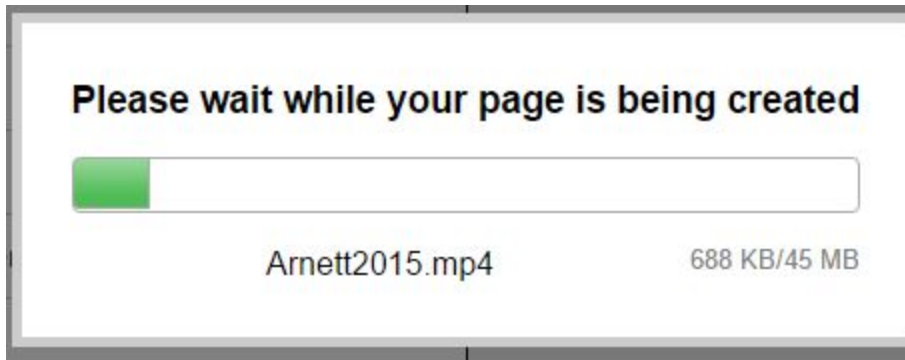 Please wait while your page is being created
Arnett2015.mp4
688 KB/45 MB